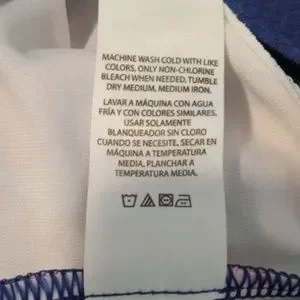 MACHINE WASH COLD WITH LIKE
COLORS, ONLY NON-CHLORINE
BLEACH WHEN NEEDED, TUMBLE
DRY MEDIUM, MEDIUM IRON.
LAVAR A MÁQUINA CON AGUA
FRÍA Y CON COLORES SIMILARES.
USAR SOLAMENTE
BLANQUEADOR SIN CLORO
CUANDO SE NECESITE. SECAR EN
MÁQUINA A TEMPERATURA
MEDIA, PLANCHAR A
TEMPERATURA MEDIA.